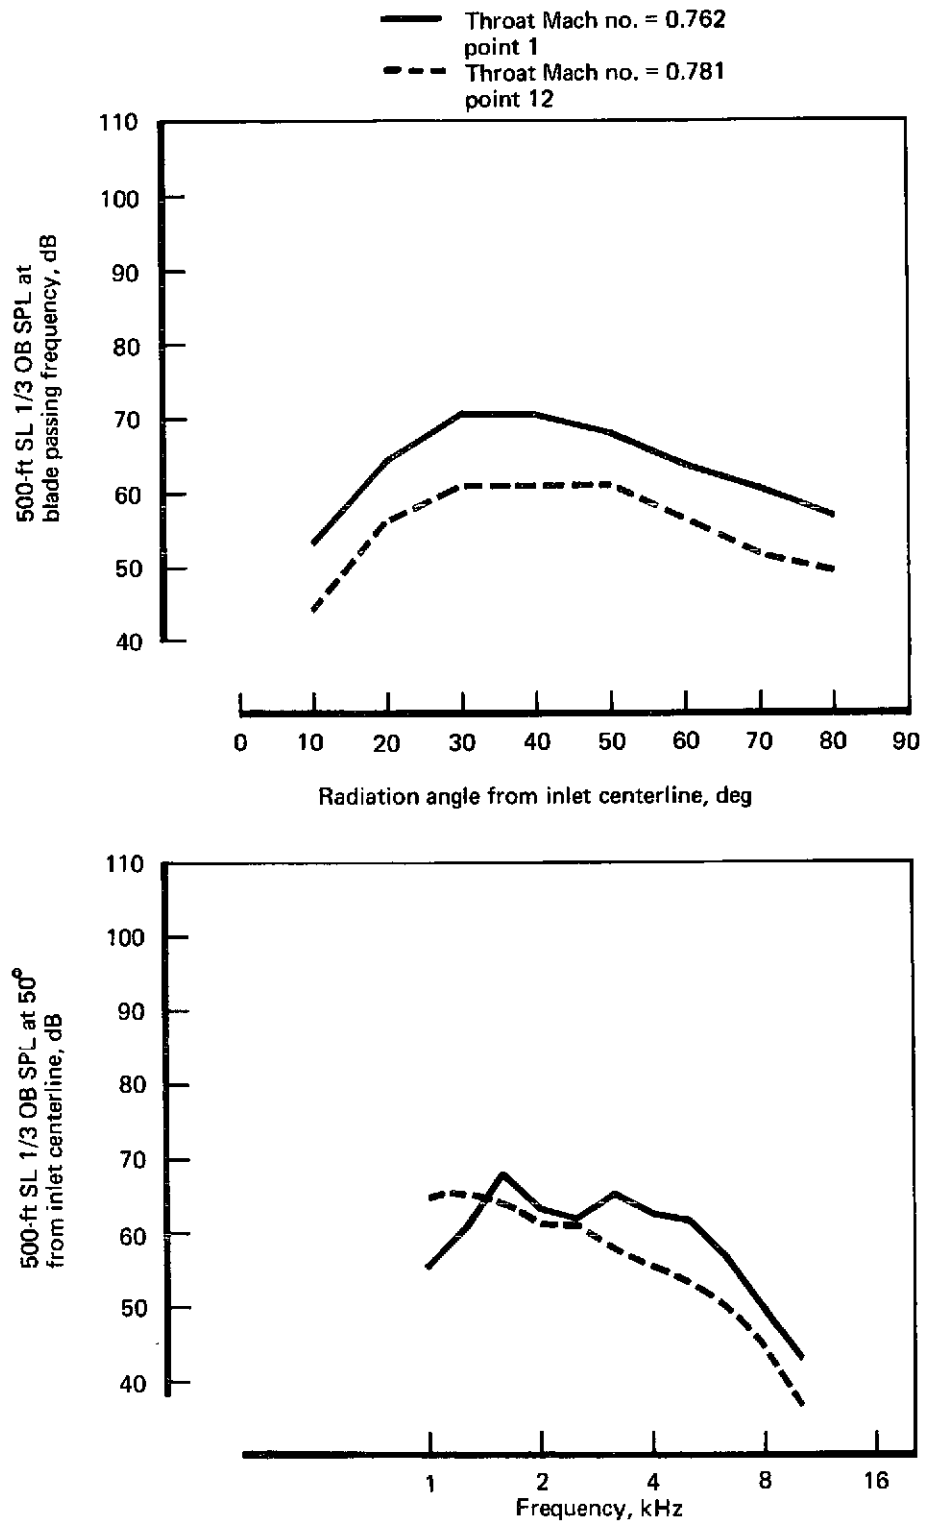 Throat Mach no. = 0.762
point 1
Throat Mach no. = 0.781
point 12
500-ft SL 1/3 OB SPL at
blade passing frequency, dB
110
100
90
80
70
60
50
40
0 10 20 30 40 50 60 70 80 90
Radiation angle from inlet centerline, deg
500-ft SL 1/3 OB SPL at 50°
from inlet centerline, dB
110
100
90
80
70
60
50
40
1 2 4 8 16
Frequency, kHz